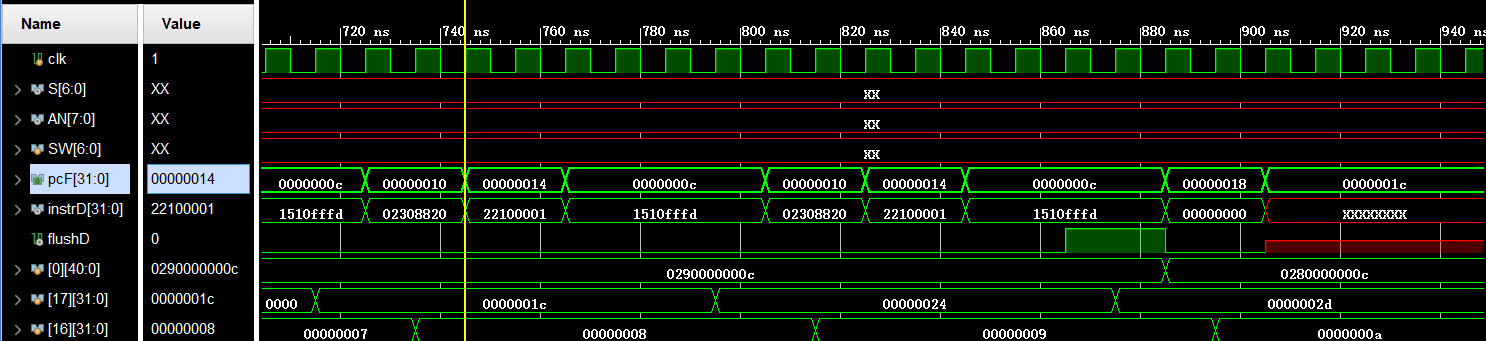 Name Value 720 ns 740 ns 760 ns 780 ns 800 ns 820 ns 840 ns 860 ns 880 ns 900 ns 920 ns 940 ns
clk 1
S[6:0] XX XX
AN[7:0] XX XX
SW[6:0] XX XX
pcF[31:0] 00000014 0000000c 00000010 00000014 0000000c 00000010 00000014 0000000c 00000018 0000001c
instrD[31:0] 22100001 1510fffd 02308820 22100001 1510fffd 02308820 22100001 1510fffd 00000000 XXXXXXXX
flushD 0
[0][40:0] 0290000000c 0290000000c 0280000000c
[17][31:0] 0000001c 0000 0000001c 00000024 0000002d
[16][31:0] 00000008 00000007 00000008 00000009 0000000a